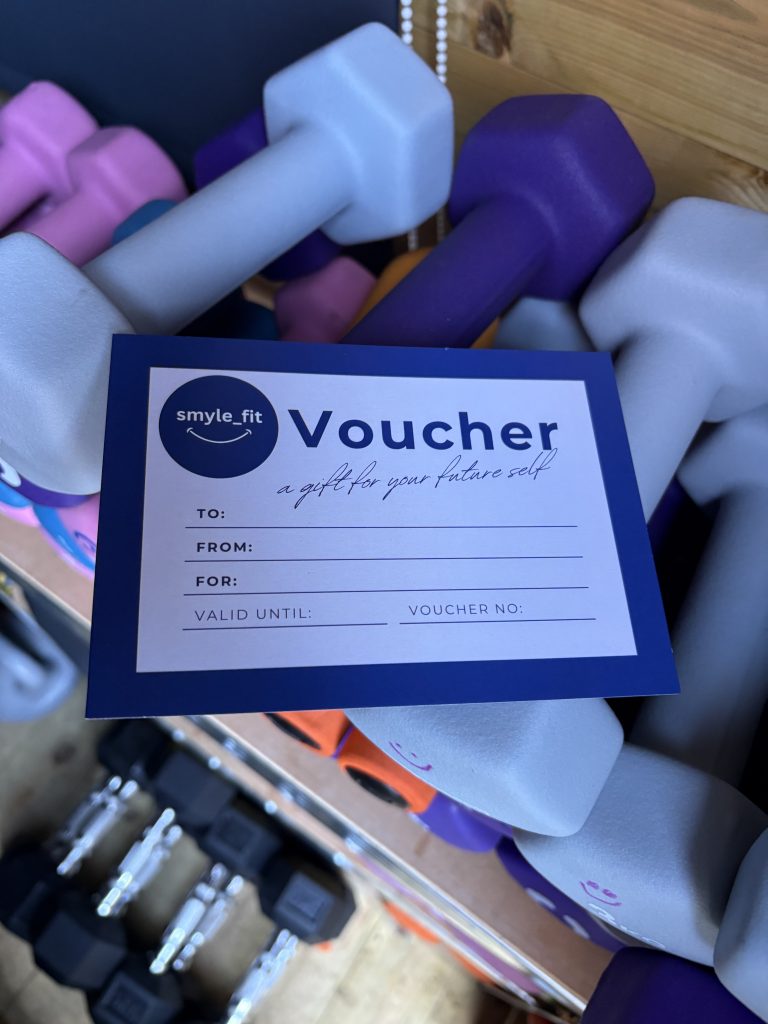 smyle_fit
Voucher
a gift for your future self
TO:
FROM:
FOR:
VALID UNTIL: VOUCHER NO: